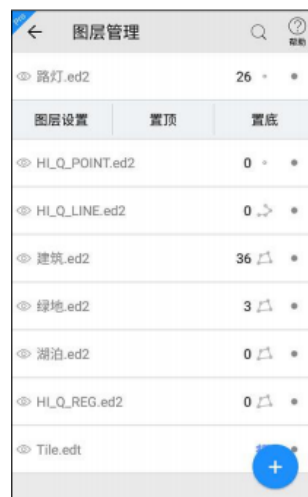 Pro
图层管理
帮助
路灯.ed2 26
图层设置 置顶 置底
HI_Q_POINT.ed2 0
HI_Q_LINE.ed2 0
建筑.ed2 36
绿地.ed2 3
湖泊.ed2 0
HI_Q_REG.ed2 0
Tile.edt